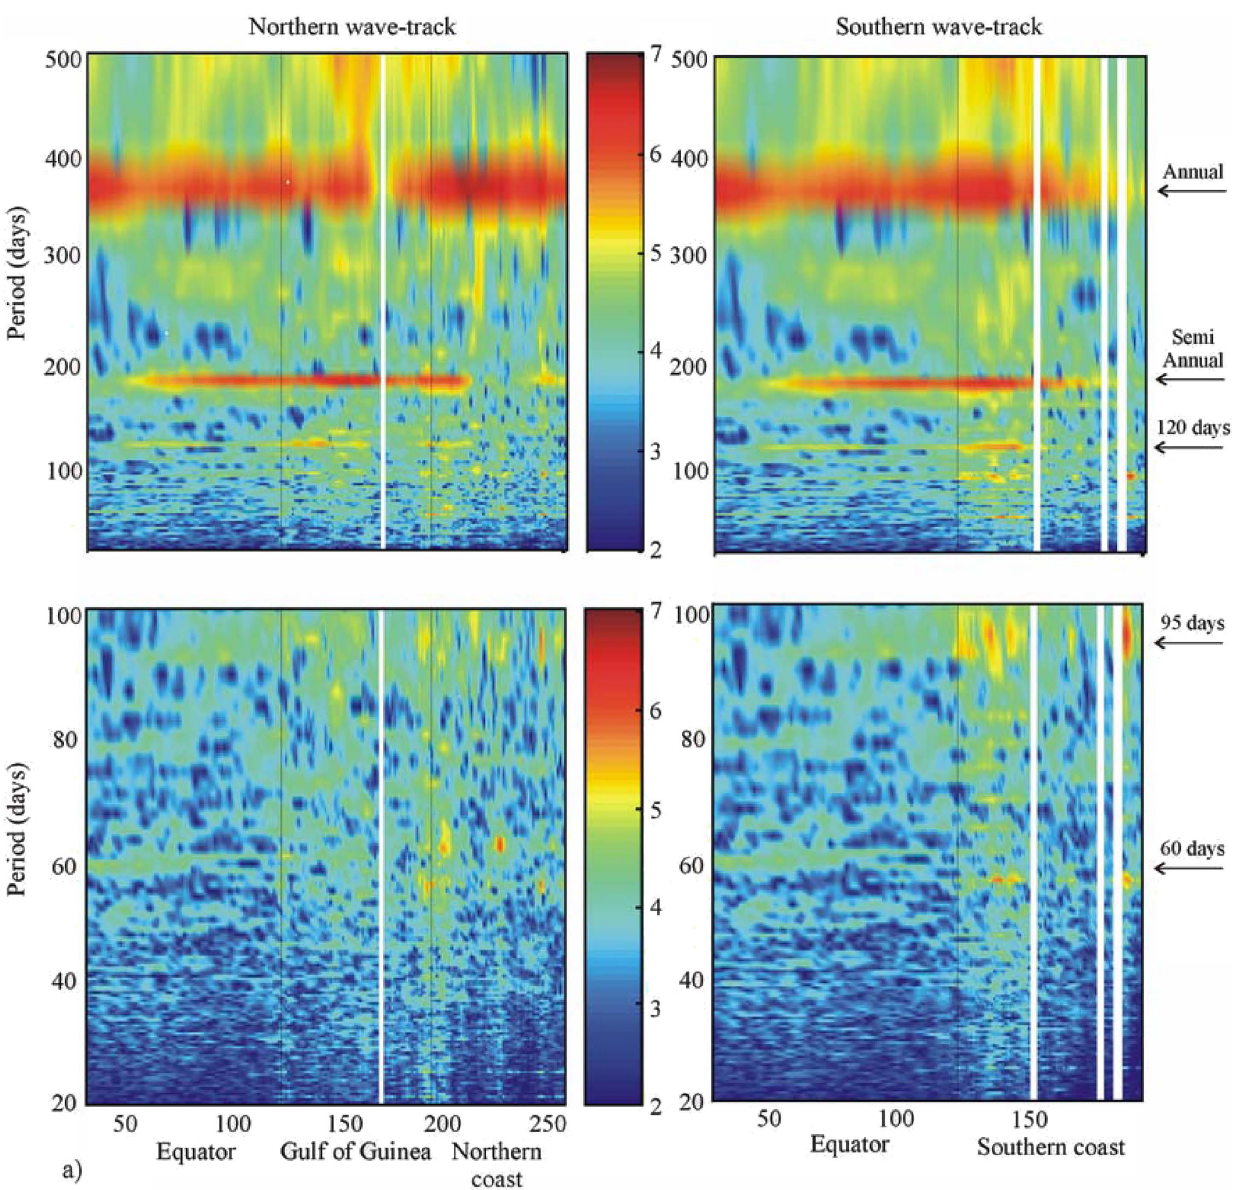 Northern wave-track
Southern wave-track
500
400
300
200
100
Period (days)
7
6
5
4
3
2
500
400
300
200
100
Annual
Semi
Annual
120 days
100
80
60
40
20
Period (days)
7
6
5
4
3
2
100
80
60
40
20
95 days
60 days
50 100 150 200 250
Equator Gulf of Guinea Northern
coast
50 100 150
Equator Southern coast
a)